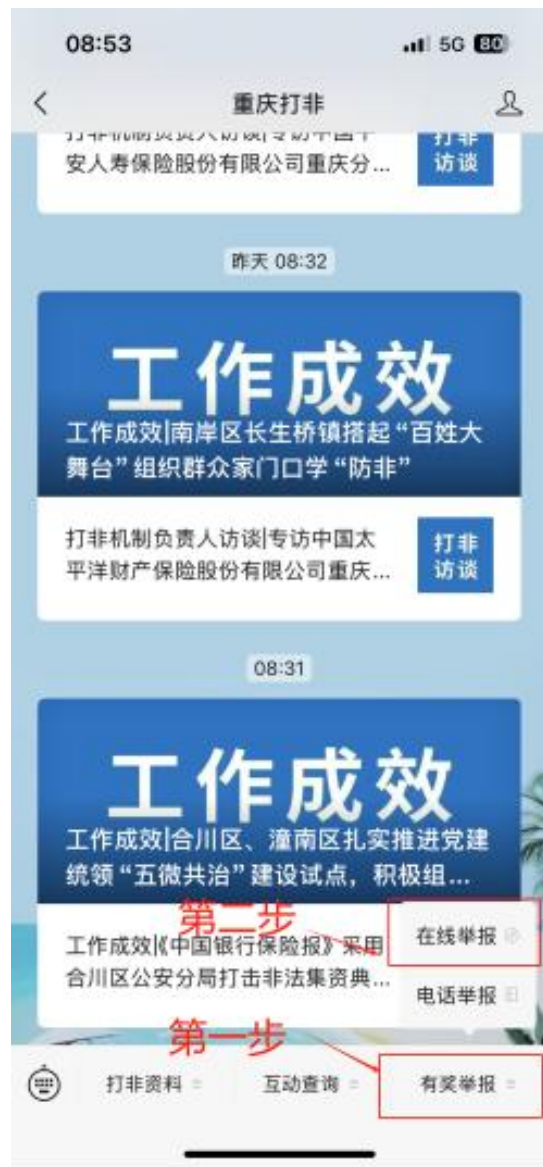 08:53
5G 80
重庆打非
安人寿保险股份有限公司重庆分...
打非
访谈
昨天 08:32
工作成效
工作成效|南岸区长生桥镇搭起“百姓大
舞台”组织群众家门口学“防非”
打非机制负责人访谈|专访中国太
平洋财产保险股份有限公司重庆...
打非
访谈
08:31
工作成效
工作成效|合川区、潼南区扎实推进党建
统领“五微共治”建设试点，积极组...
第二步
在线举报
工作成效|《中国银行保险报》采用
合川区公安分局打击非法集资典...
电话举报
第一步
打非资料
互动查询
有奖举报